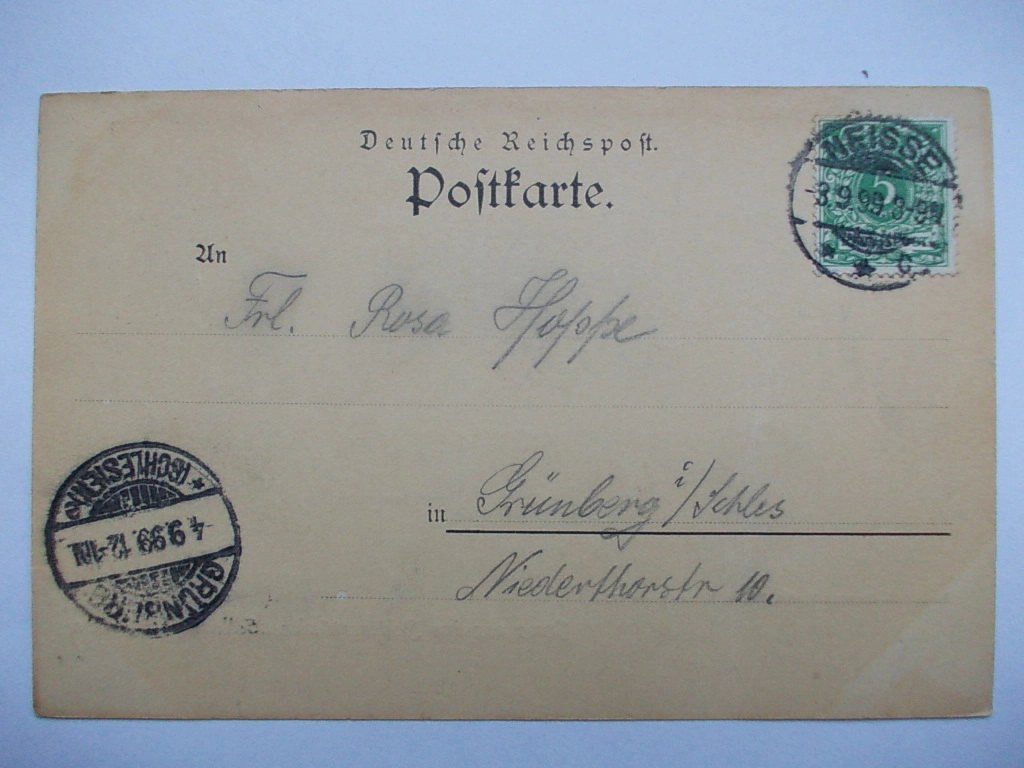 Deutsche Reichspost.
Postkarte.
NEISSE
5
3.9.99.8-9N
* * c.
An
Frl. Rosa Hoppe
in Grünberg i/Schles
Niederthorstr 10.
GRÜNBERG
4.9.99.12-1N.
*(SCHLESIEN)*